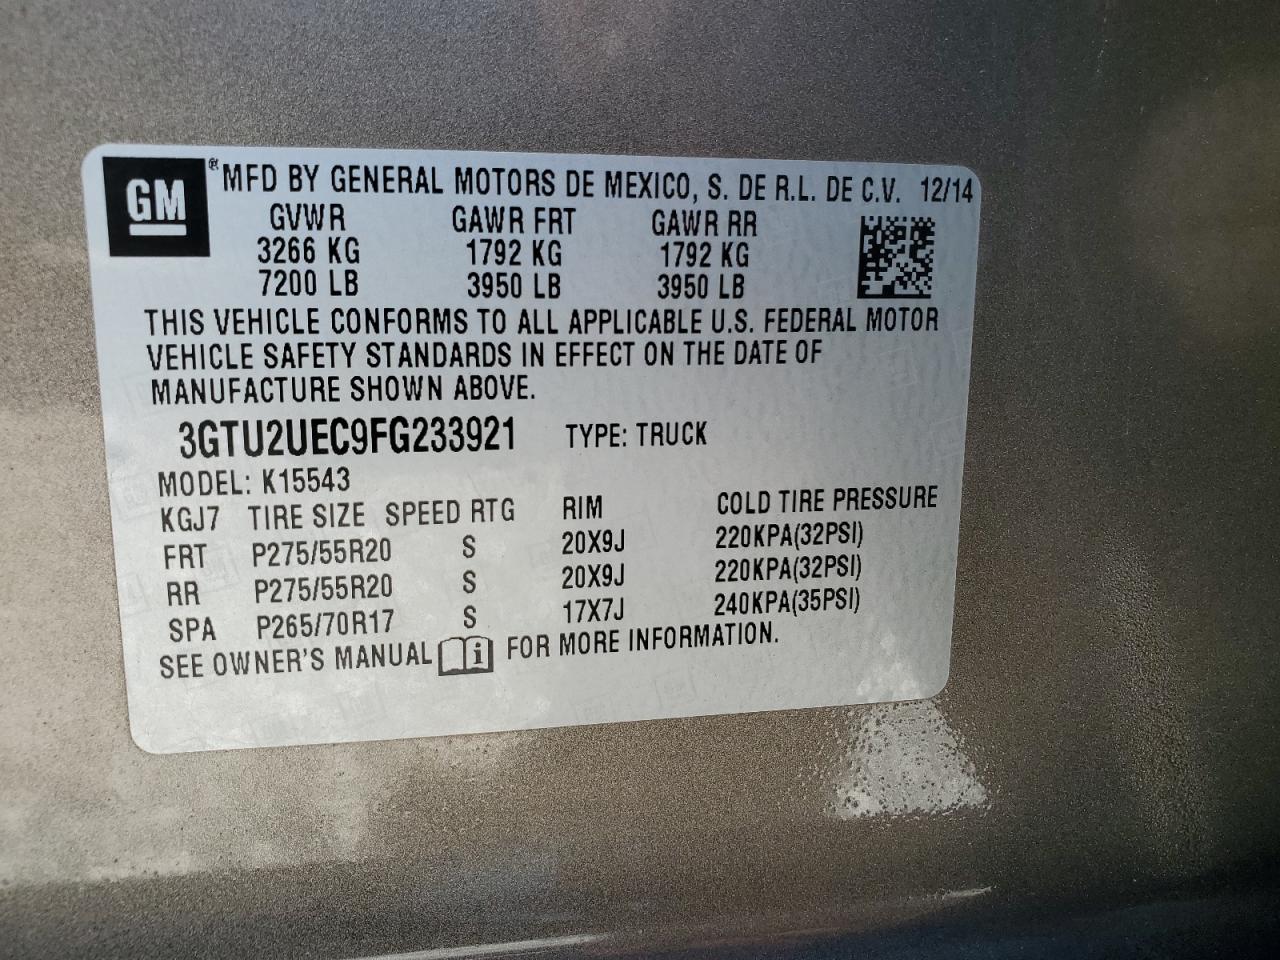 GM ® MFD BY GENERAL MOTORS DE MEXICO, S. DE R.L. DE C.V. 12/14
GVWR GAWR FRT GAWR RR
3266 KG 1792 KG 1792 KG
7200 LB 3950 LB 3950 LB
THIS VEHICLE CONFORMS TO ALL APPLICABLE U.S. FEDERAL MOTOR
VEHICLE SAFETY STANDARDS IN EFFECT ON THE DATE OF
MANUFACTURE SHOWN ABOVE.
3GTU2UEC9FG233921 TYPE: TRUCK
MODEL: K15543
KGJ7 TIRE SIZE SPEED RTG RIM COLD TIRE PRESSURE
FRT P275/55R20 S 20X9J 220KPA(32PSI)
RR P275/55R20 S 20X9J 220KPA(32PSI)
SPA P265/70R17 S 17X7J 240KPA(35PSI)
SEE OWNER'S MANUAL i FOR MORE INFORMATION.